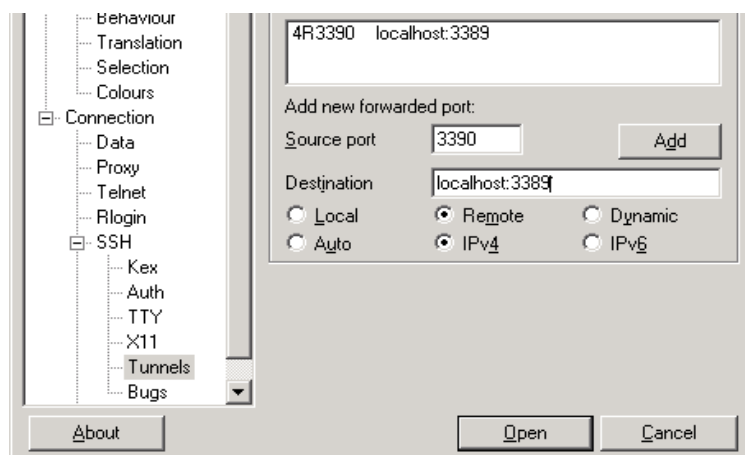 Behaviour
Translation
Selection
Colours
Connection
Data
Proxy
Telnet
Rlogin
SSH
Kex
Auth
TTY
X11
Tunnels
Bugs
4R3390 localhost:3389
Add new forwarded port:
Source port 3390 Add
Destination localhost:3389
Local Remote Dynamic
Auto IPv4 IPv6
About Open Cancel